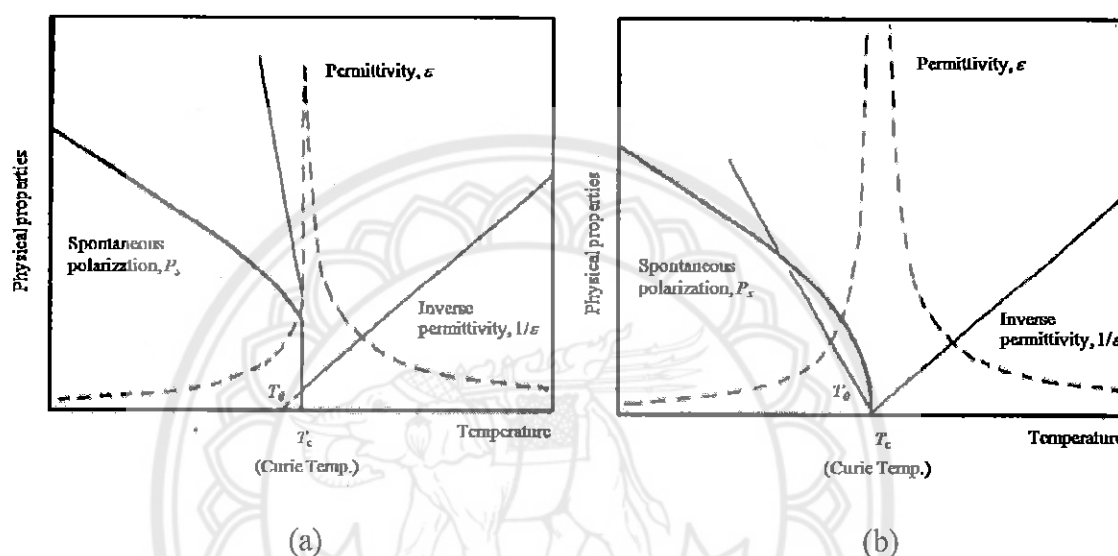 Physical properties
Permittivity, ε
Spontaneous
polarization, Pₛ
Inverse
permittivity, 1/ε
T₀
T꜀
Temperature
(Curie Temp.)
(a)
Physical properties
Permittivity, ε
Spontaneous
polarization, Pₛ
Inverse
permittivity, 1/ε
T₀
T꜀
Temperature
(Curie Temp.)
(b)